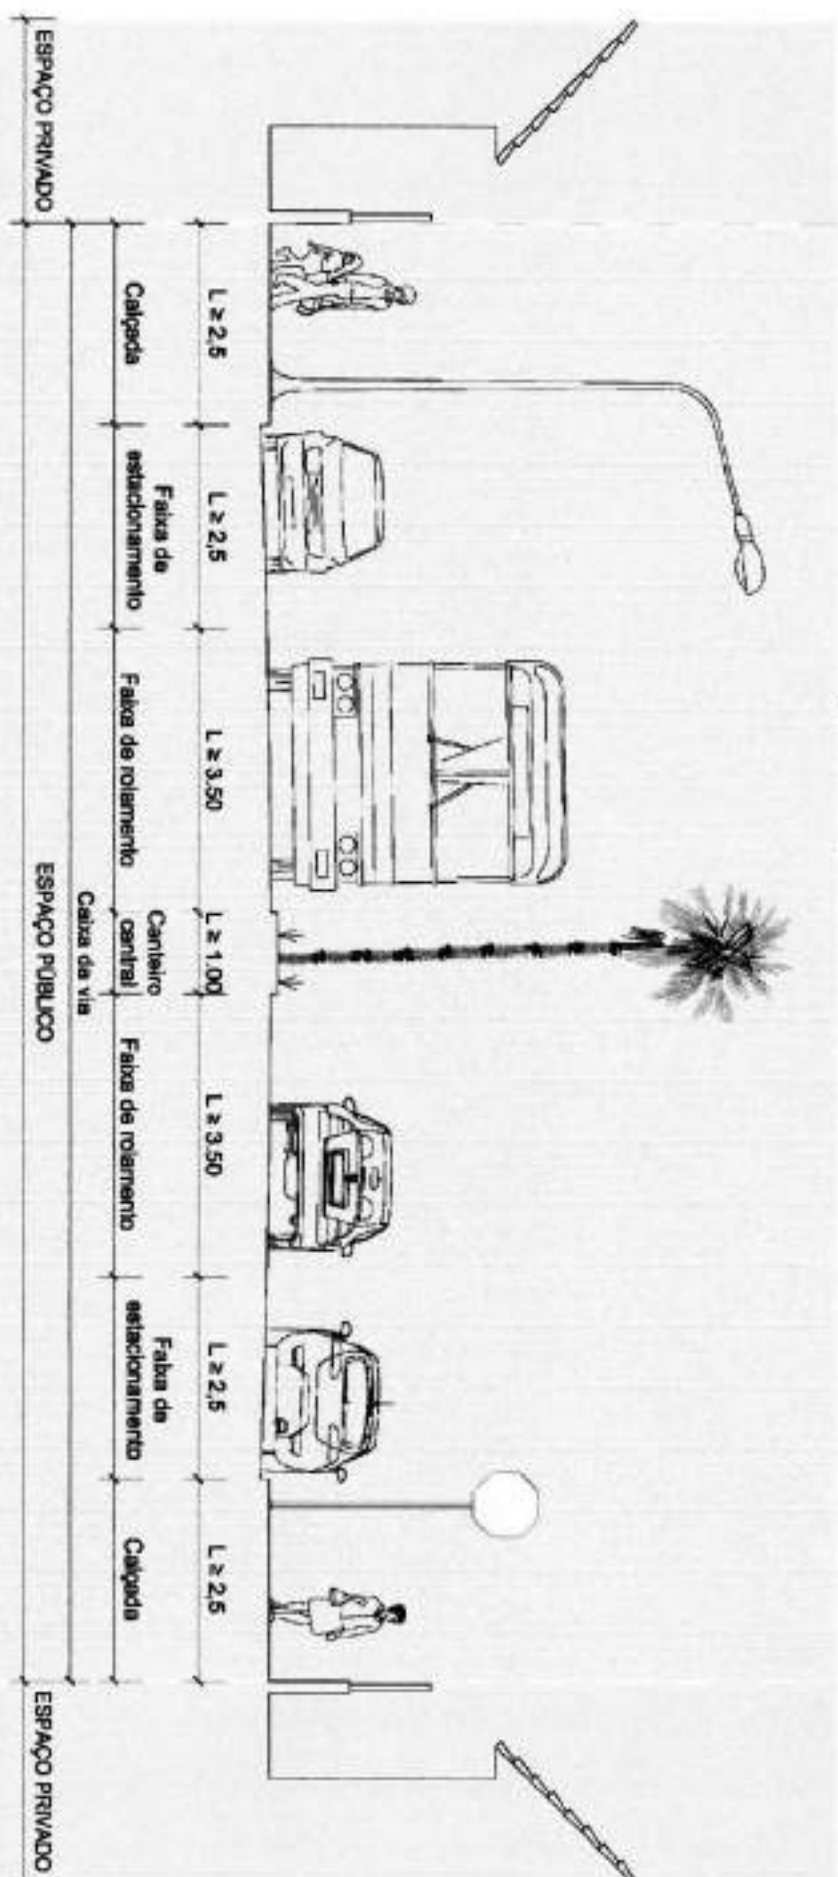 L ≥ 2,5
L ≥ 2,5
L ≥ 3.50
L ≥ 1.00
L ≥ 3.50
L ≥ 2,5
L ≥ 2,5
Calçada
Faixa de
estacionamento
Faixa de rolamento
Canteiro
central
Faixa de rolamento
Faixa de
estacionamento
Calçada
Caixa da via
ESPAÇO PRIVADO
ESPAÇO PÚBLICO
ESPAÇO PRIVADO